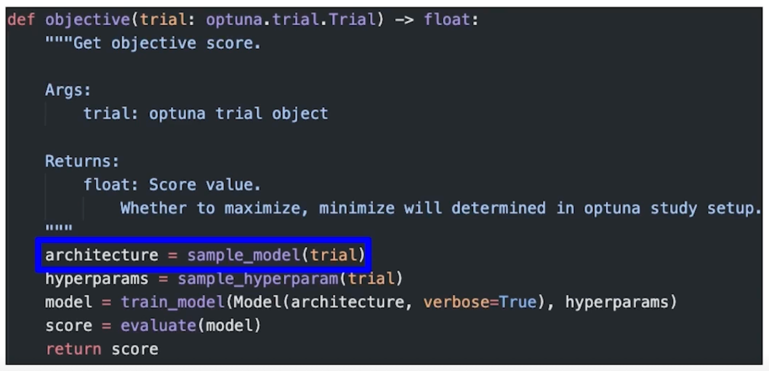 def objective(trial: optuna.trial.Trial) -> float:
"""Get objective score.
Args:
trial: optuna trial object
Returns:
float: Score value.
Whether to maximize, minimize will determined in optuna study setup.
"""
architecture = sample_model(trial)
hyperparams = sample_hyperparam(trial)
model = train_model(Model(architecture, verbose=True), hyperparams)
score = evaluate(model)
return score